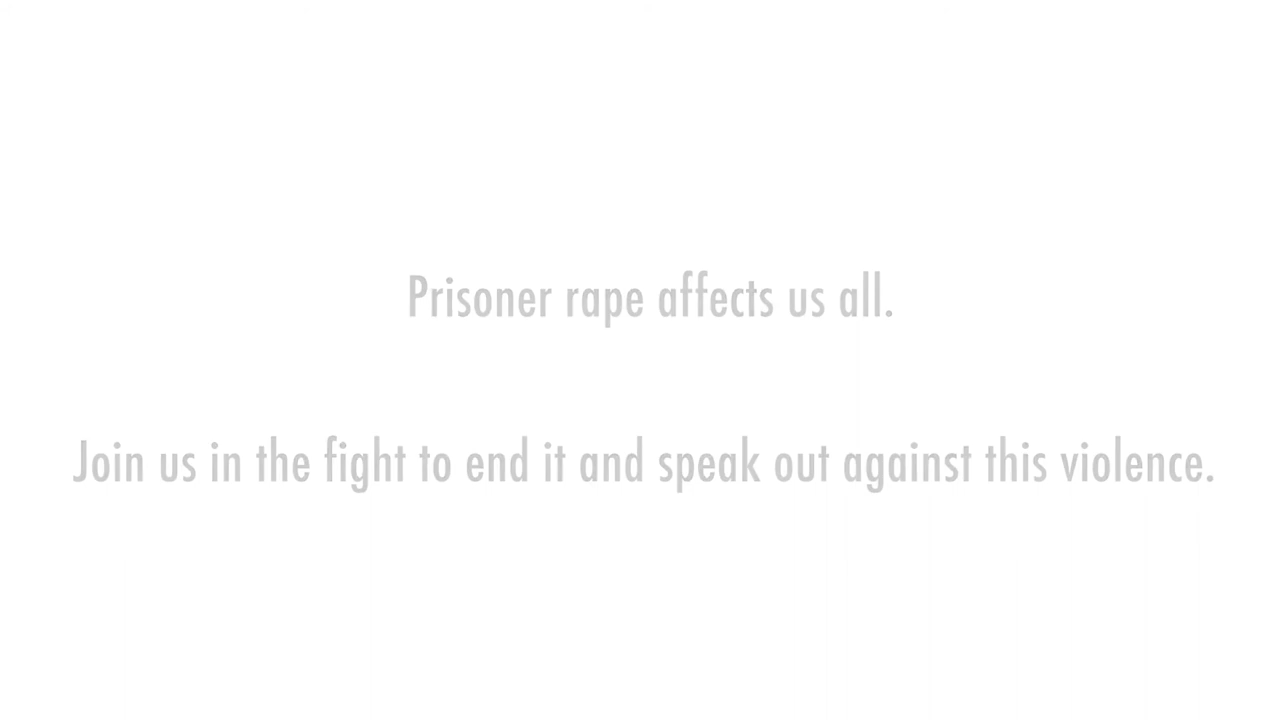 Prisoner rape affects us all.
Join us in the fight to end it and speak out against this violence.